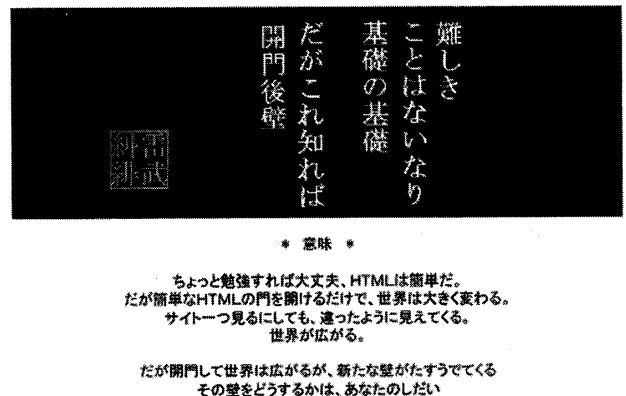 難しき
ことはないなり
基礎の基礎
だがこれ知れば
開門後壁
雷武
* 意味 *
ちょっと勉強すれば大丈夫、HTMLは簡単だ。
だが簡単なHTMLの門を開けるだけで、世界は大きく変わる。
サイト一つ見るにしても、違ったように見えてくる。
世界が広がる。
だが開門して世界は広がるが、新たな壁がたすうでてくる
その壁をどうするかは、あなたのしだい